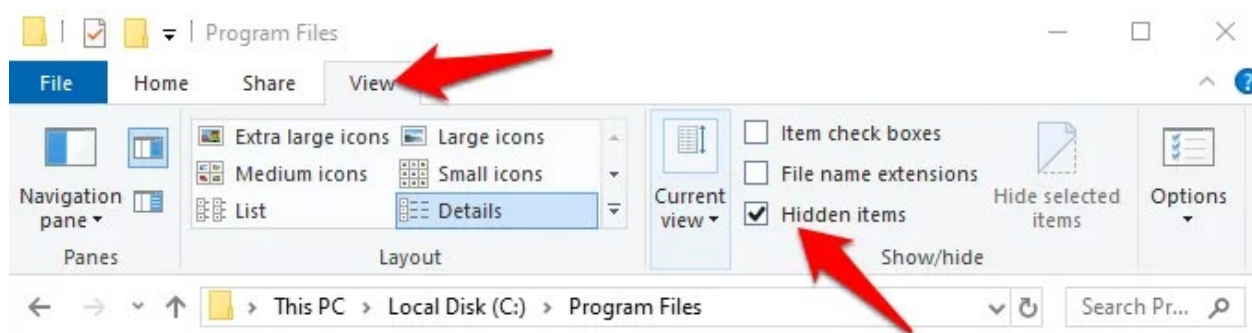 Program Files
File Home Share View
Extra large icons Large icons
Medium icons Small icons
List Details
Navigation
pane
Panes
Layout
Current
view
Item check boxes
File name extensions
Hidden items
Hide selected
items
Show/hide
Options
This PC > Local Disk (C:) > Program Files
Search Pr...